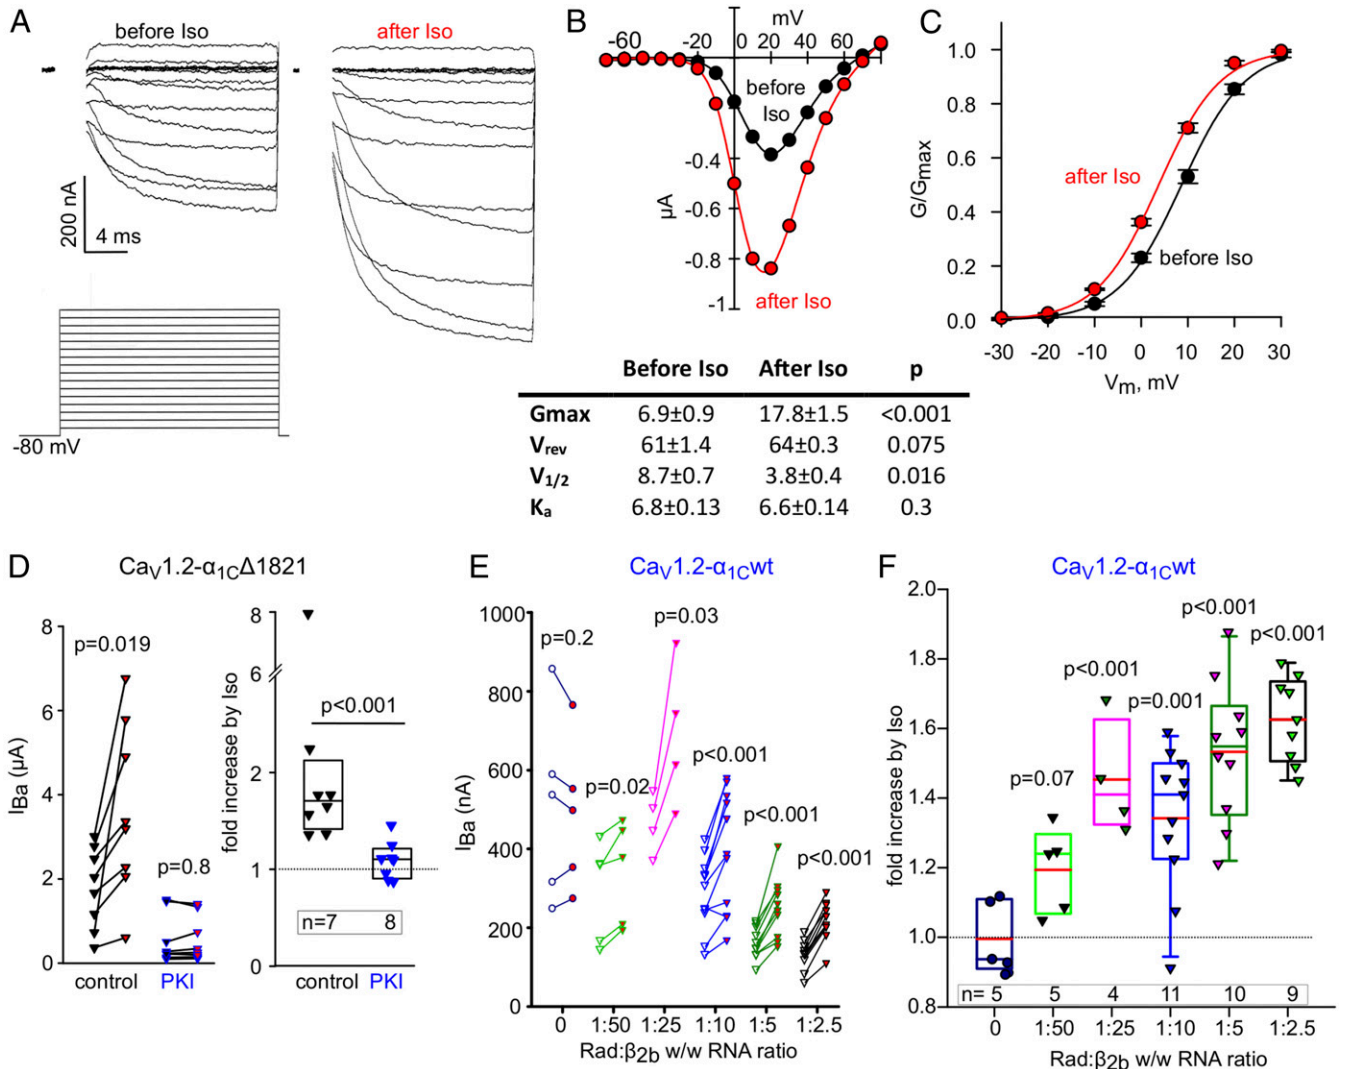 A
before Iso
after Iso
200 nA
4 ms
-80 mV
B
mV
-60
-20
0
20
60
before
Iso
-0.4
-0.6
-0.8
-1
µA
after Iso
C
1.0
0.8
0.6
0.4
0.2
0.0
G/Gmax
after Iso
before Iso
-30
-20
-10
0
10
20
30
Vm, mV
Before Iso After Iso p
Gmax 6.9±0.9 17.8±1.5 <0.001
Vrev 61±1.4 64±0.3 0.075
V1/2 8.7±0.7 3.8±0.4 0.016
Ka 6.8±0.13 6.6±0.14 0.3
D
CaV1.2-α1CΔ1821
8
6
4
2
0
IBa (µA)
p=0.019
p=0.8
control
PKI
8
6
2
1
0
fold increase by Iso
p<0.001
n=7 8
control
PKI
E
CaV1.2-α1Cwt
1000
800
600
400
200
0
IBa (nA)
p=0.2
p=0.02
p=0.03
p<0.001
p<0.001
p<0.001
0 1:50 1:25 1:10 1:5 1:2.5
Rad:β2b w/w RNA ratio
F
CaV1.2-α1Cwt
2.0
1.8
1.6
1.4
1.2
1.0
0.8
fold increase by Iso
p=0.07
p<0.001
p=0.001
p<0.001
p<0.001
n= 5 5 4 11 10 9
0 1:50 1:25 1:10 1:5 1:2.5
Rad:β2b w/w RNA ratio